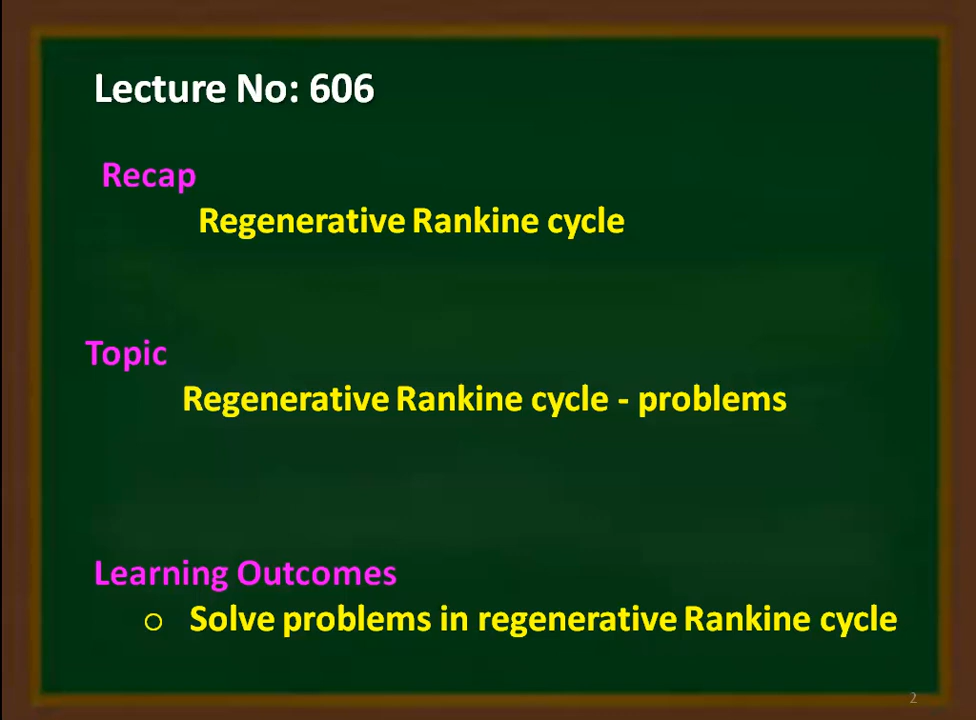 Lecture No: 606
Recap
Regenerative Rankine cycle
Topic
Regenerative Rankine cycle - problems
Learning Outcomes
○ Solve problems in regenerative Rankine cycle
2